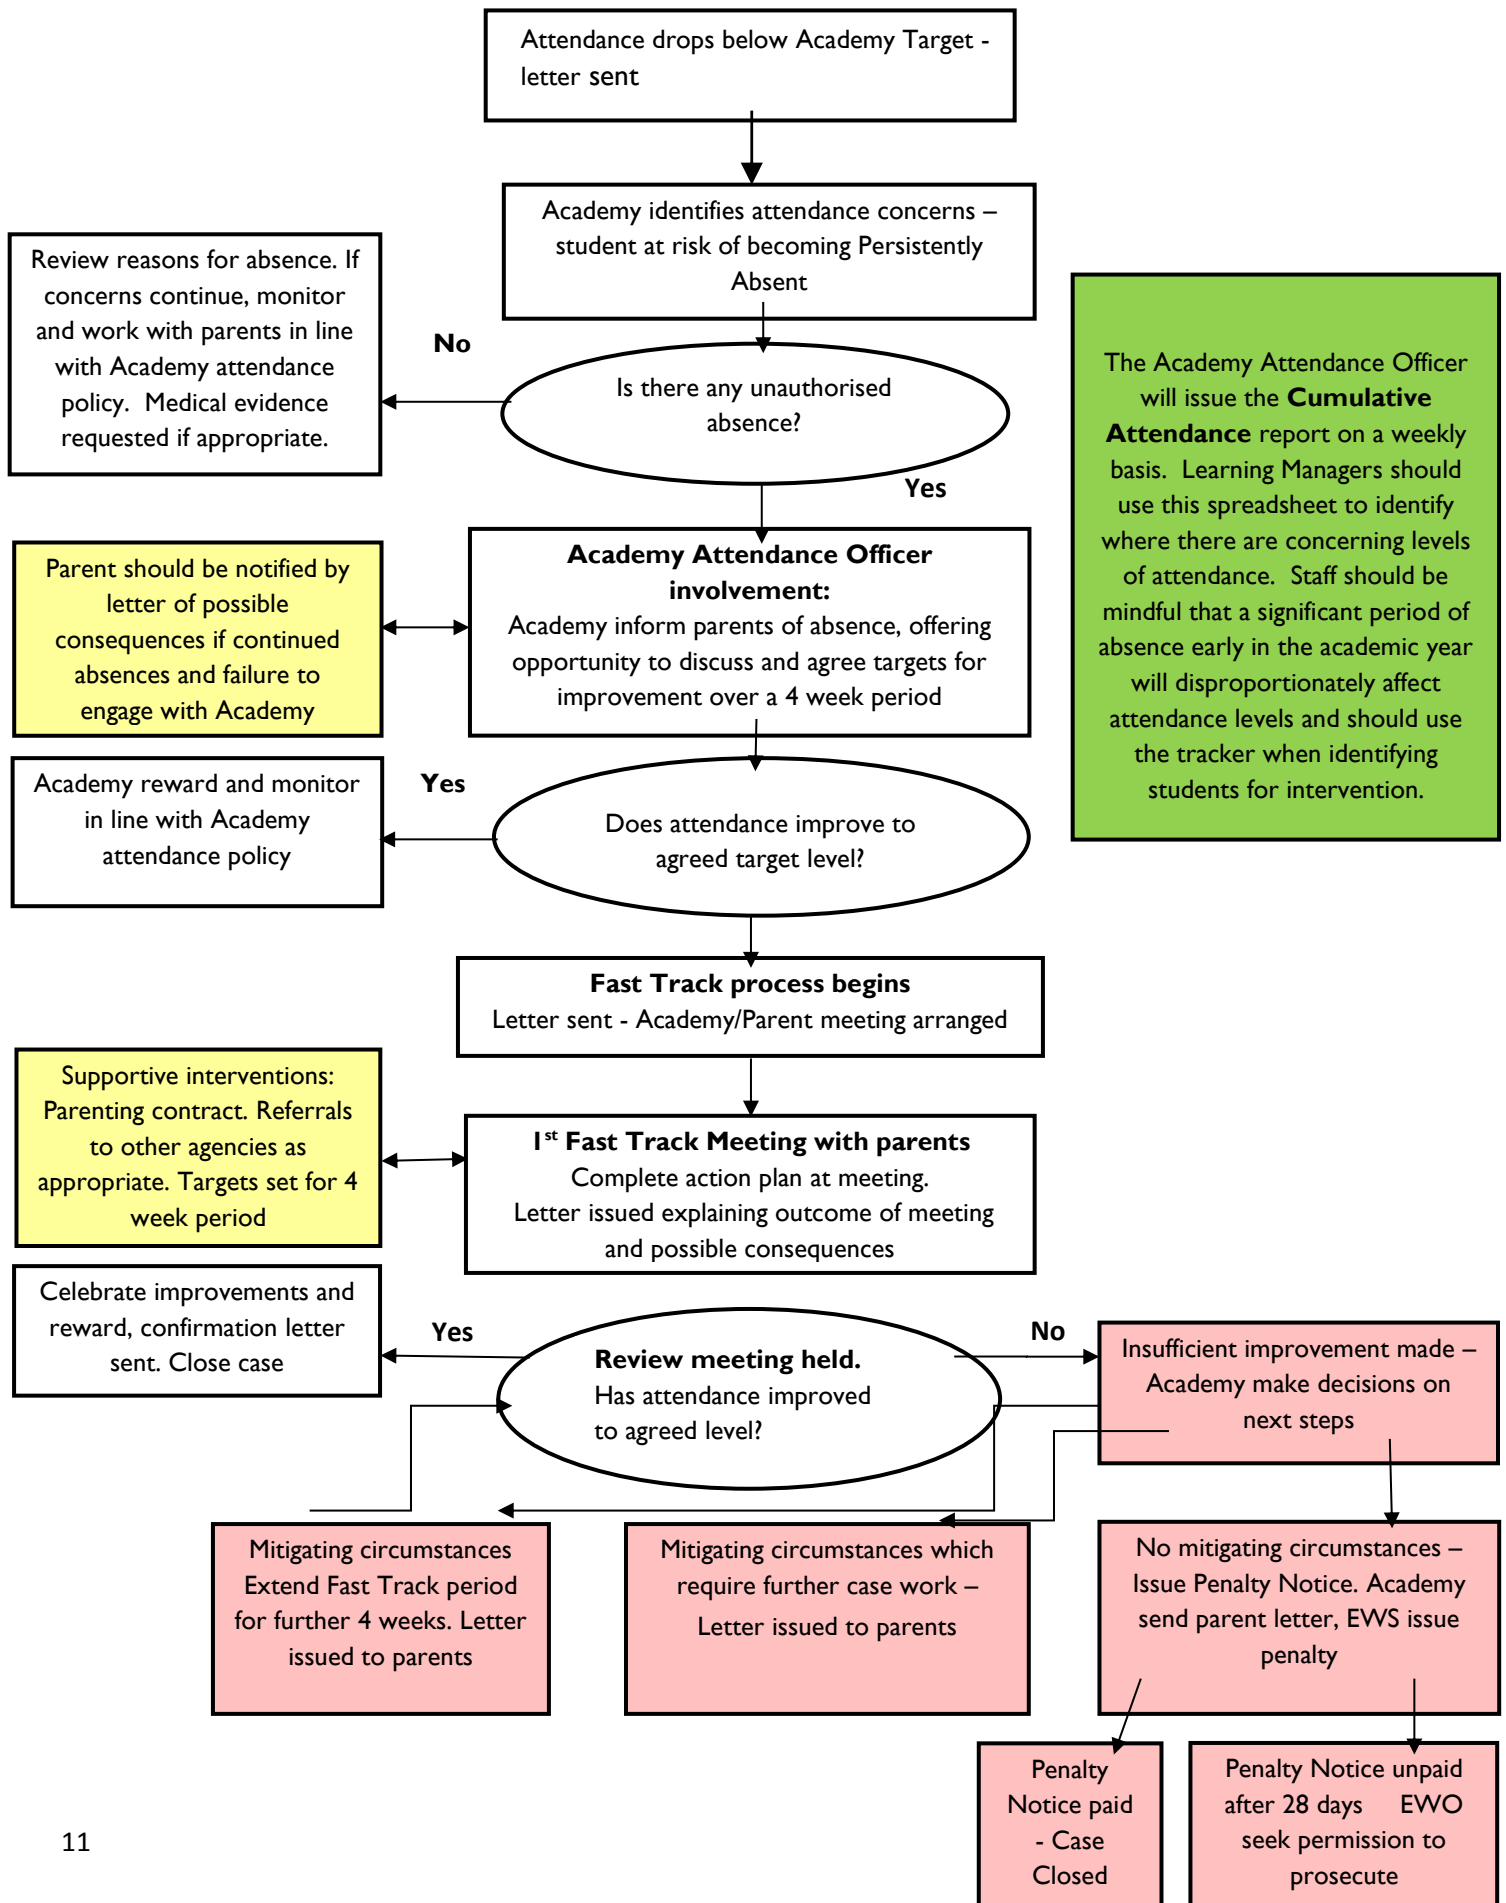 Attendance drops below Academy Target -
letter sent
Academy identifies attendance concerns –
student at risk of becoming Persistently
Absent
Review reasons for absence. If
concerns continue, monitor
and work with parents in line
with Academy attendance
policy.  Medical evidence
requested if appropriate.
No
Is there any unauthorised
absence?
Yes
The Academy Attendance Officer
will issue the Cumulative
Attendance report on a weekly
basis.  Learning Managers should
use this spreadsheet to identify
where there are concerning levels
of attendance.  Staff should be
mindful that a significant period of
absence early in the academic year
will disproportionately affect
attendance levels and should use
the tracker when identifying
students for intervention.
Parent should be notified by
letter of possible
consequences if continued
absences and failure to
engage with Academy
Academy Attendance Officer
involvement:
Academy inform parents of absence, offering
opportunity to discuss and agree targets for
improvement over a 4 week period
Academy reward and monitor
in line with Academy
attendance policy
Yes
Does attendance improve to
agreed target level?
Fast Track process begins
Letter sent - Academy/Parent meeting arranged
Supportive interventions:
Parenting contract. Referrals
to other agencies as
appropriate. Targets set for 4
week period
1st Fast Track Meeting with parents
Complete action plan at meeting.
Letter issued explaining outcome of meeting
and possible consequences
Celebrate improvements and
reward, confirmation letter
sent. Close case
Yes
Review meeting held.
Has attendance improved
to agreed level?
No
Insufficient improvement made –
Academy make decisions on
next steps
Mitigating circumstances
Extend Fast Track period
for further 4 weeks. Letter
issued to parents
Mitigating circumstances which
require further case work –
Letter issued to parents
No mitigating circumstances –
Issue Penalty Notice. Academy
send parent letter, EWS issue
penalty
Penalty
Notice paid
- Case
Closed
Penalty Notice unpaid
after 28 days     EWO
seek permission to
prosecute
11